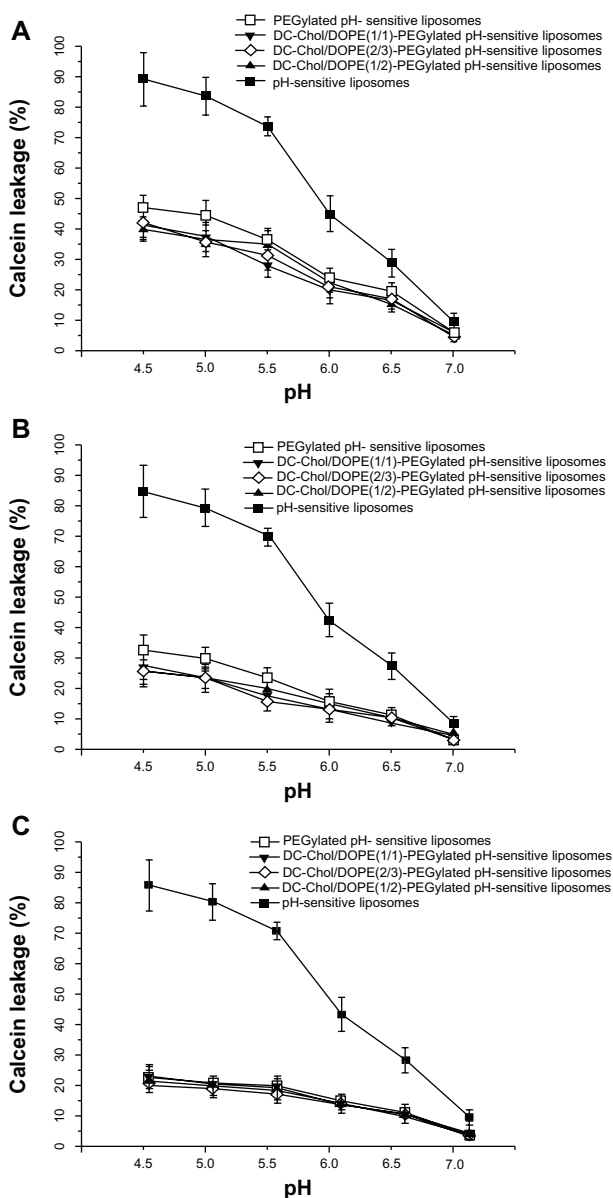 A
PEGylated pH- sensitive liposomes
DC-Chol/DOPE(1/1)-PEGylated pH-sensitive liposomes
DC-Chol/DOPE(2/3)-PEGylated pH-sensitive liposomes
DC-Chol/DOPE(1/2)-PEGylated pH-sensitive liposomes
pH-sensitive liposomes
Calcein leakage (%)
100
90
80
70
60
50
40
30
20
10
0
4.5 5.0 5.5 6.0 6.5 7.0
pH
B
PEGylated pH- sensitive liposomes
DC-Chol/DOPE(1/1)-PEGylated pH-sensitive liposomes
DC-Chol/DOPE(2/3)-PEGylated pH-sensitive liposomes
DC-Chol/DOPE(1/2)-PEGylated pH-sensitive liposomes
pH-sensitive liposomes
Calcein leakage (%)
100
90
80
70
60
50
40
30
20
10
0
4.5 5.0 5.5 6.0 6.5 7.0
pH
C
PEGylated pH- sensitive liposomes
DC-Chol/DOPE(1/1)-PEGylated pH-sensitive liposomes
DC-Chol/DOPE(2/3)-PEGylated pH-sensitive liposomes
DC-Chol/DOPE(1/2)-PEGylated pH-sensitive liposomes
pH-sensitive liposomes
Calcein leakage (%)
100
90
80
70
60
50
40
30
20
10
0
4.5 5.0 5.5 6.0 6.5 7.0
pH